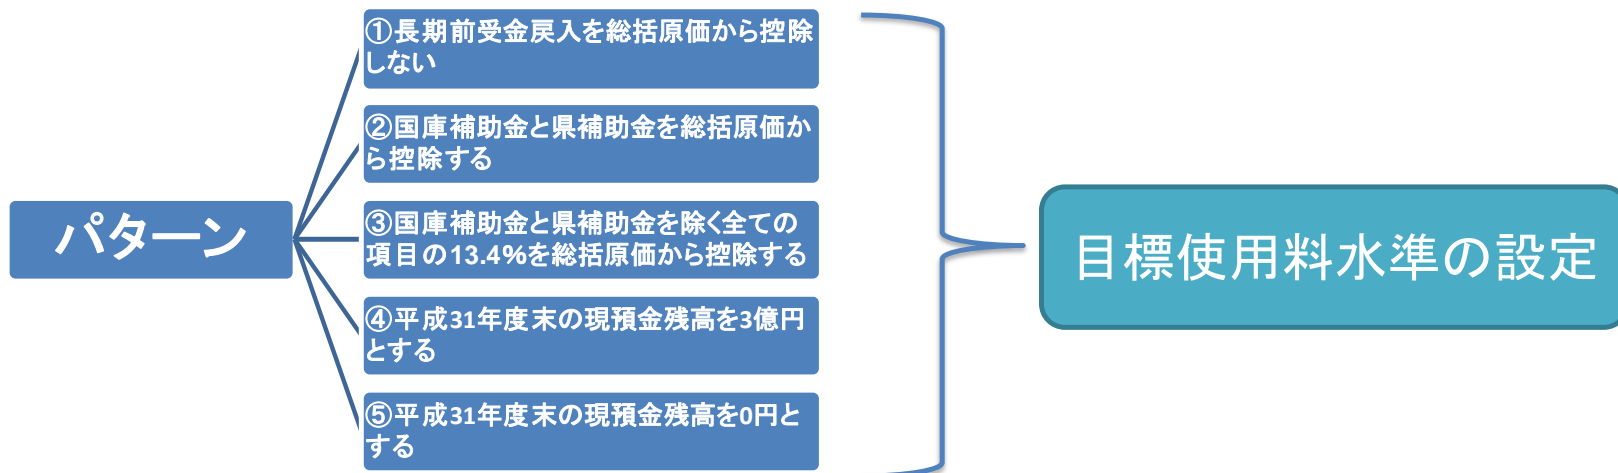 パターン
①長期前受金戻入を総括原価から控除
しない
②国庫補助金と県補助金を総括原価か
ら控除する
③国庫補助金と県補助金を除く全ての
項目の13.4%を総括原価から控除する
④平成31年度末の現預金残高を3億円
とする
⑤平成31年度末の現預金残高を0円と
する
目標使用料水準の設定